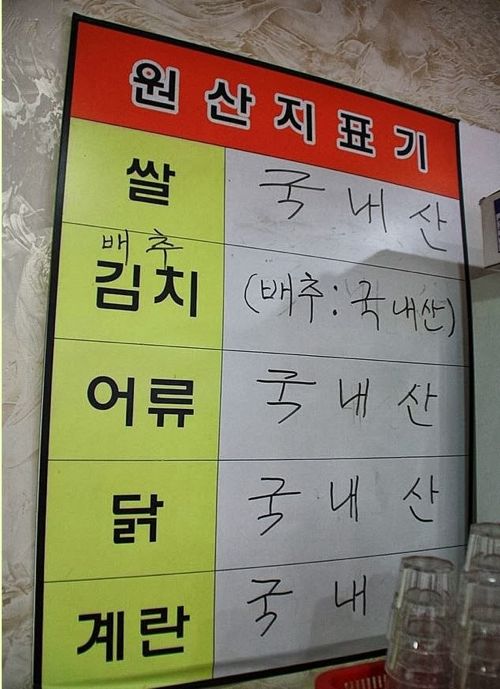 원산지표기
쌀 국내산
배추
김치 (배추:국내산)
어류 국내산
닭 국내산
계란 국내